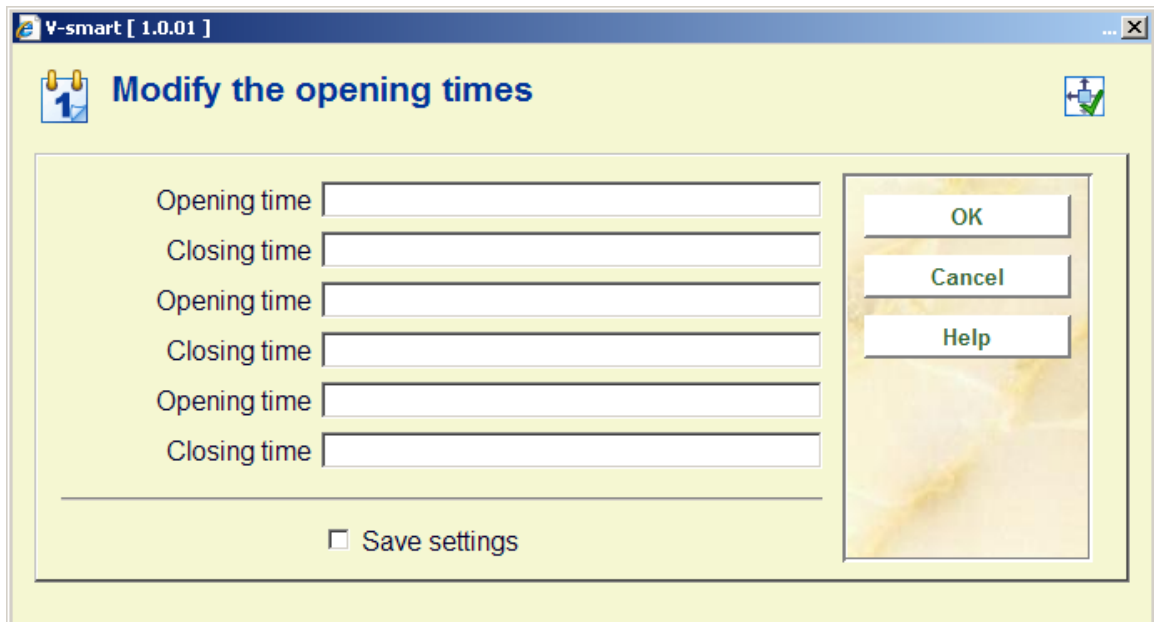 V-smart [ 1.0.01 ]
...
1
Modify the opening times
Opening time
Closing time
Opening time
Closing time
Opening time
Closing time
Save settings
OK
Cancel
Help